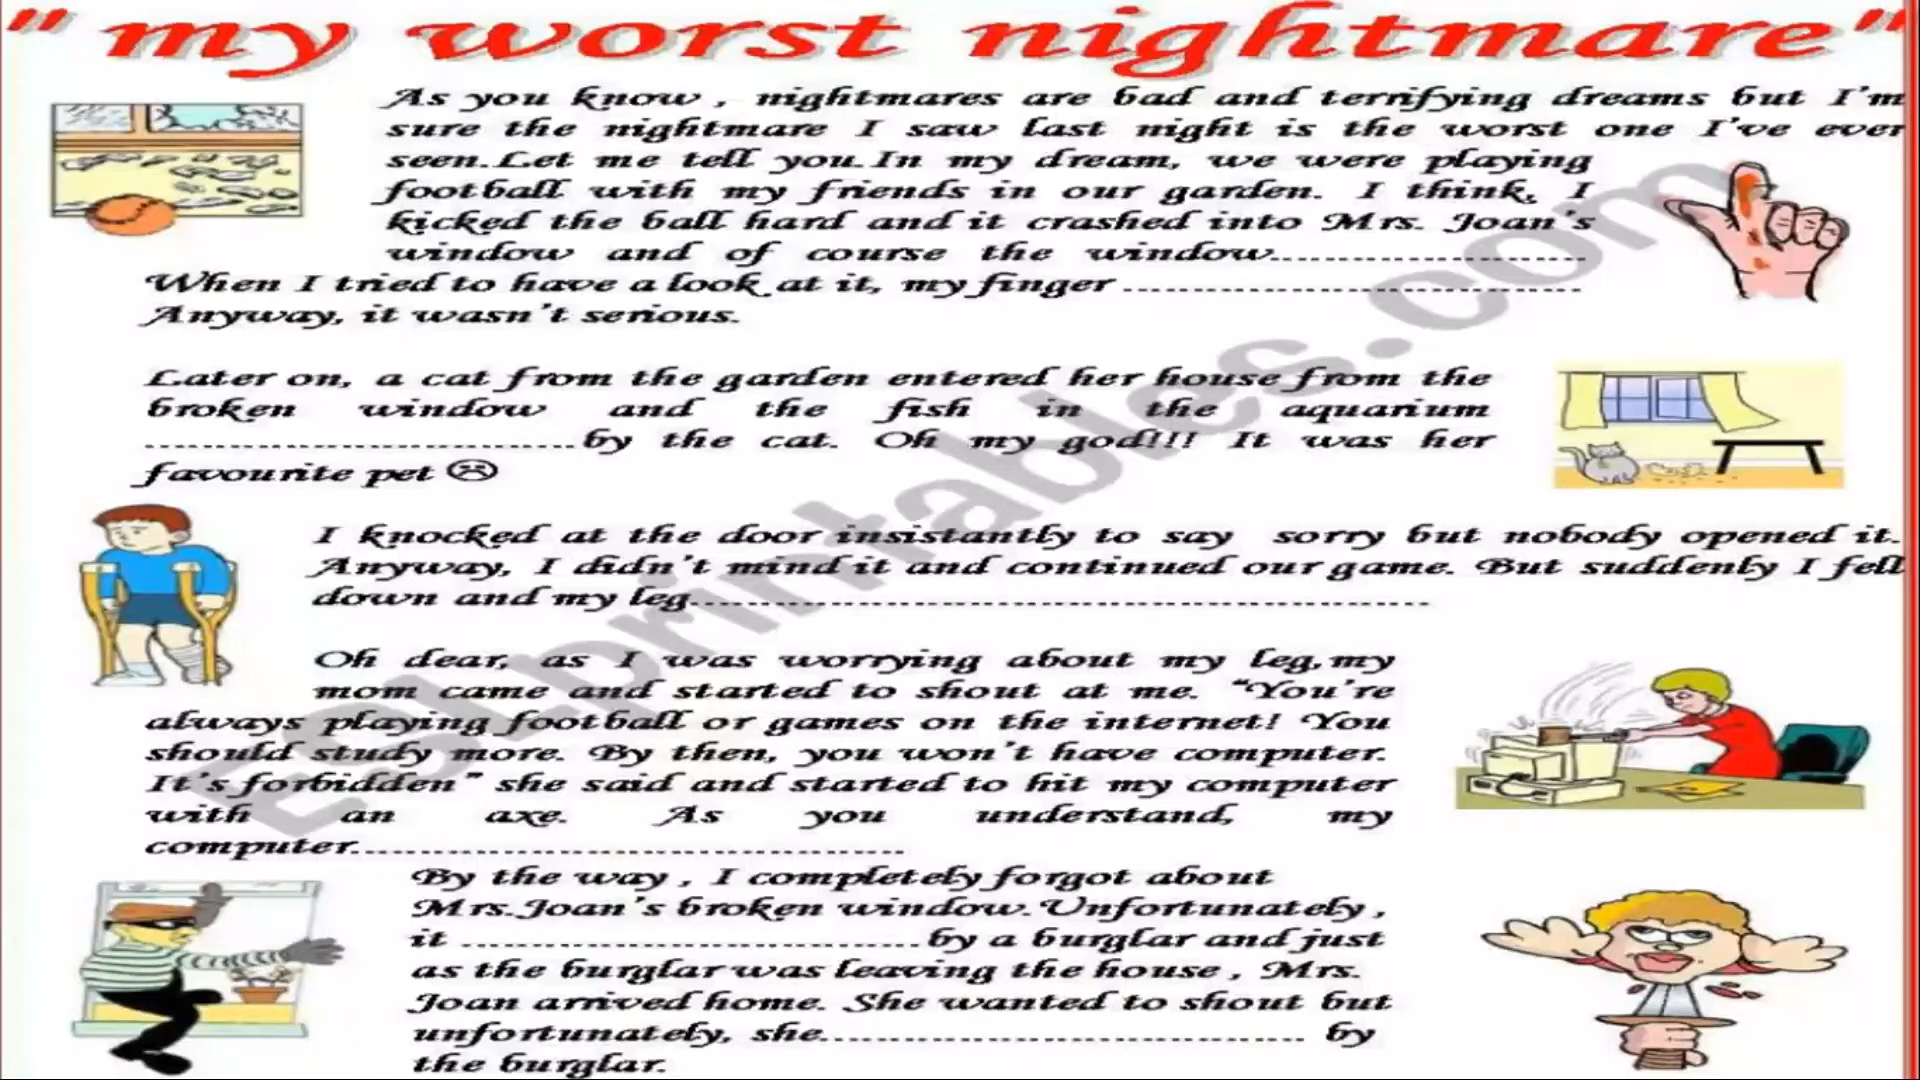 "my worst nightmare"
As you know , nightmares are bad and terrifying dreams but I'm
sure the nightmare I saw last night is the worst one I've ever
seen.Let me tell you.In my dream, we were playing
football with my friends in our garden. I think, I
kicked the ball hard and it crashed into Mrs. Joan's
window and of course the window.......................
When I tried to have a look at it, my finger ..................................
Anyway, it wasn't serious.
Later on, a cat from the garden entered her house from the
broken window and the fish in the aquarium
................................by the cat. Oh my god!!! It was her
favourite pet ☹
I knocked at the door insistantly to say sorry but nobody opened it.
Anyway, I didn't mind it and continued our game. But suddenly I fell
down and my leg.......................................................
Oh dear, as I was worrying about my leg,my
mom came and started to shout at me. "You're
always playing football or games on the internet! You
should study more. By then, you won't have computer.
It's forbidden" she said and started to hit my computer
with an axe. As you understand, my
computer.........................................
By the way , I completely forgot about
Mrs.Joan's broken window.Unfortunately ,
it .................................. by a burglar and just
as the burglar was leaving the house , Mrs.
Joan arrived home. She wanted to shout but
unfortunately, she.................................... by
the burglar.
ESLprintables.com